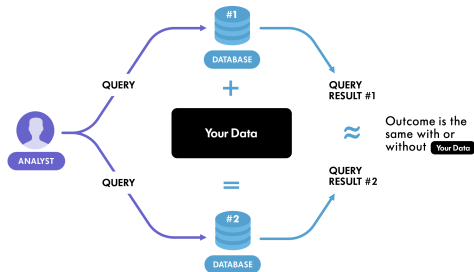 #1
DATABASE
QUERY
+
QUERY
RESULT #1
Your Data
ANALYST
≈
Outcome is the
same with or
without Your Data
QUERY
=
QUERY
RESULT #2
#2
DATABASE